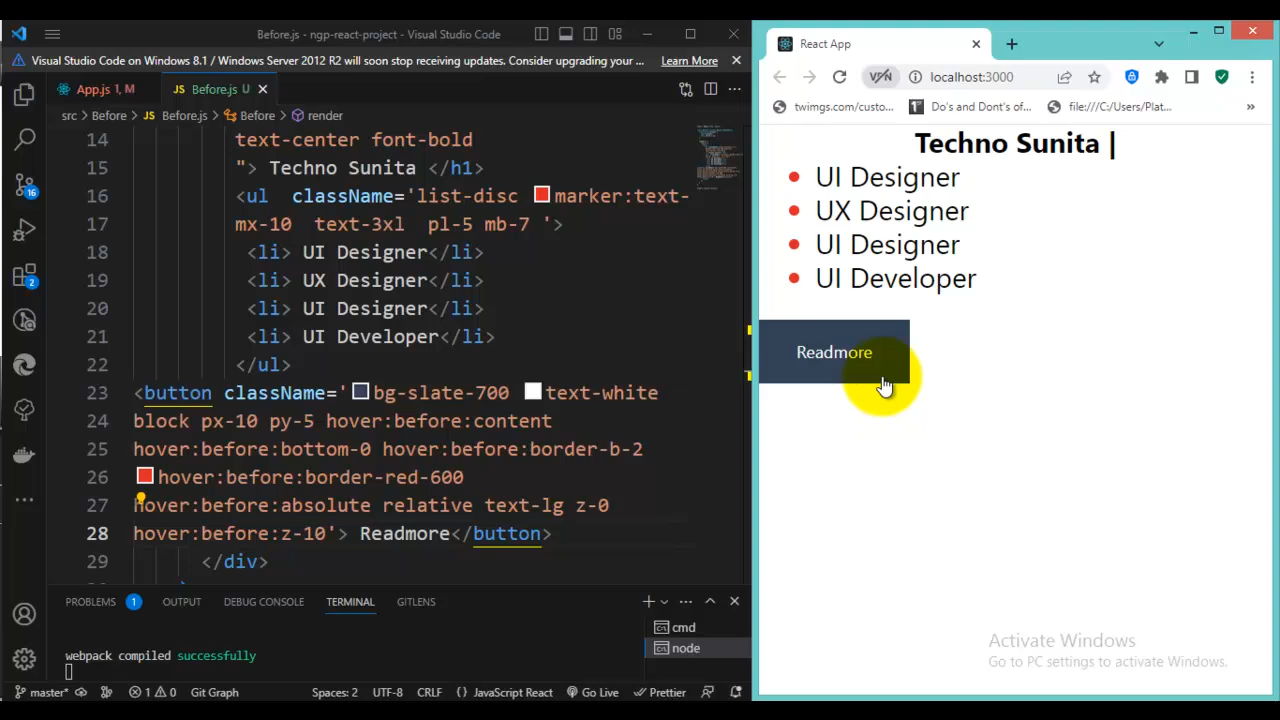 Before.js - ngp-react-project - Visual Studio Code
Visual Studio Code on Windows 8.1 / Windows Server 2012 R2 will soon stop receiving updates. Consider upgrading your ...
Learn More
App.js 1, M
JS Before.js U
src > Before > JS Before.js > Before > render
14 text-center font-bold
15 "> Techno Sunita </h1>
16 <ul className='list-disc marker:text-
17 mx-10 text-3xl pl-5 mb-7 '>
18 <li> UI Designer</li>
19 <li> UX Designer</li>
20 <li> UI Designer</li>
21 <li> UI Developer</li>
22 </ul>
23 <button className=' bg-slate-700 text-white
24 block px-10 py-5 hover:before:content
25 hover:before:bottom-0 hover:before:border-b-2
26 hover:before:border-red-600
27 hover:before:absolute relative text-lg z-0
28 hover:before:z-10'> Readmore</button>
29 </div>
16
2
PROBLEMS 1 OUTPUT DEBUG CONSOLE TERMINAL GITLENS
cmd
node
webpack compiled successfully
master* 1 0 Git Graph Spaces: 2 UTF-8 CRLF {} JavaScript React Go Live Prettier
React App
VPN localhost:3000
twimgs.com/custo... Do's and Dont's of... file:///C:/Users/Plat... »
Techno Sunita |
UI Designer
UX Designer
UI Designer
UI Developer
Readmore
Activate Windows
Go to PC settings to activate Windows.